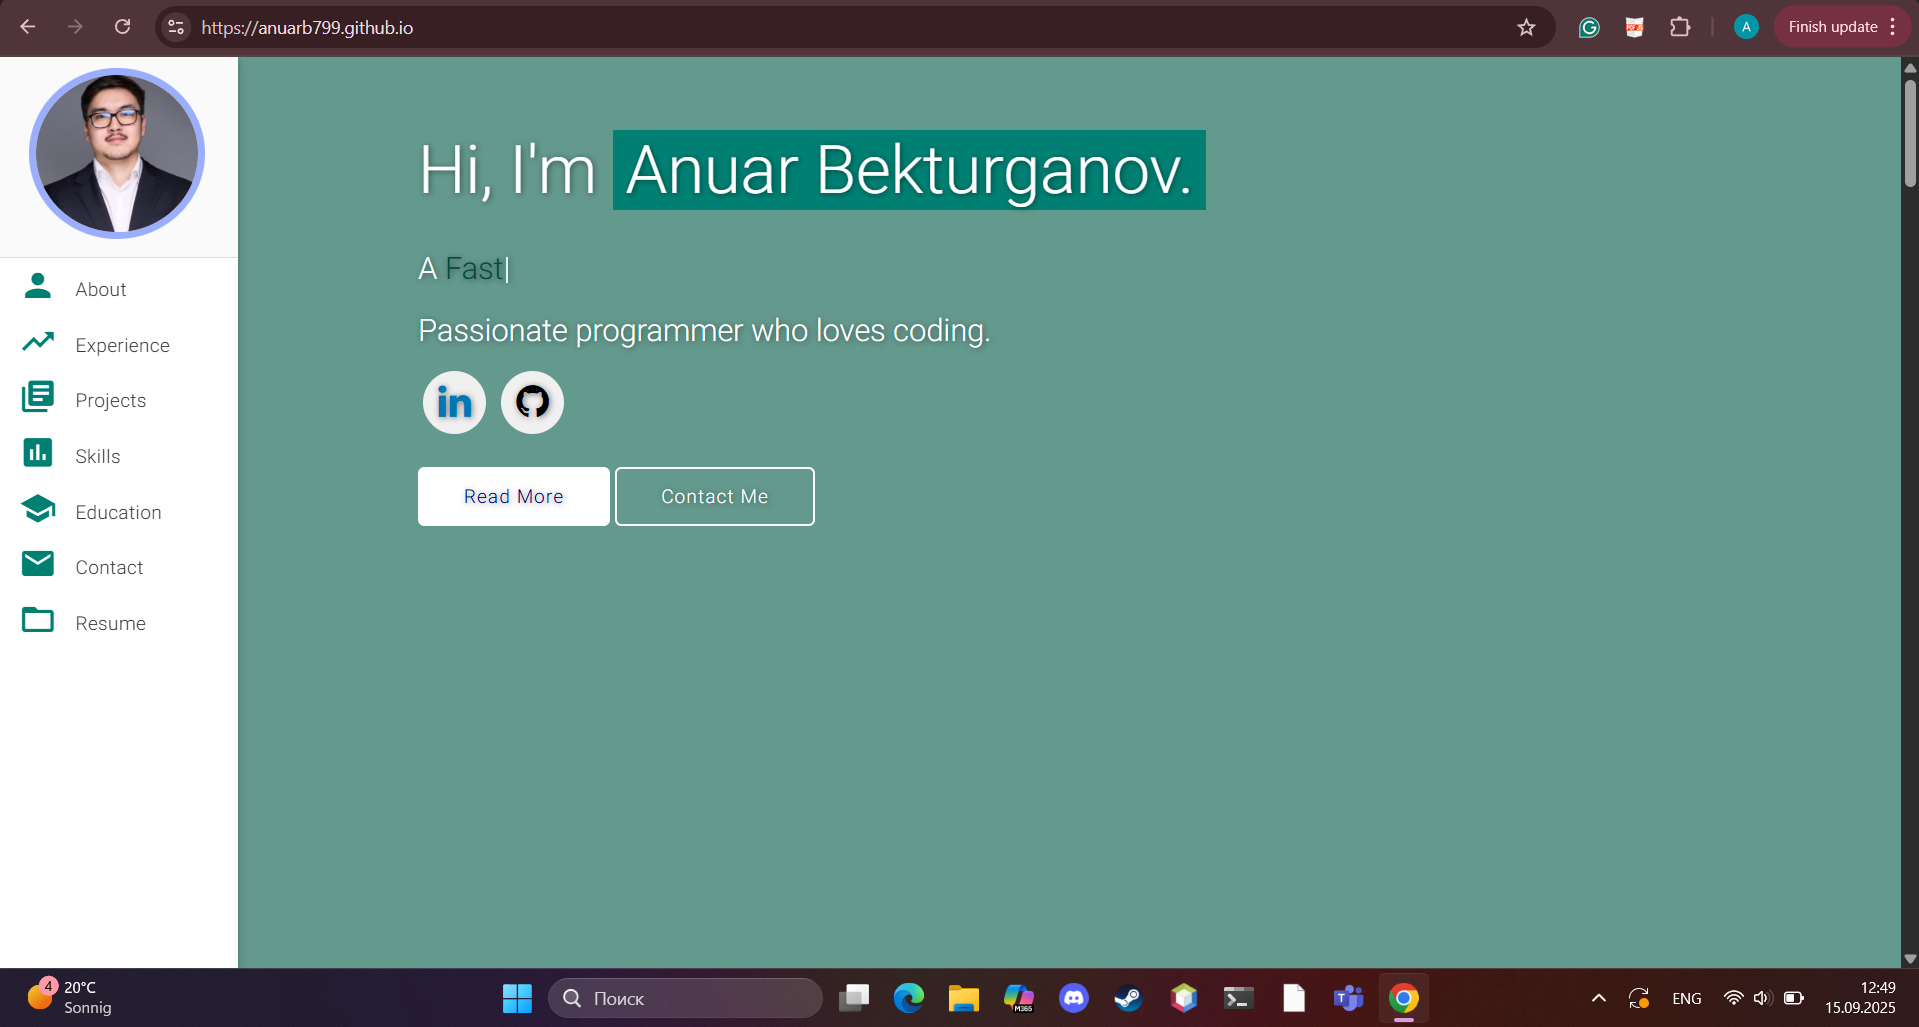 https://anuarb799.github.io
A
Finish update
Hi, I'm Anuar Bekturganov.
A Fast|
Passionate programmer who loves coding.
in
Read More
Contact Me
About
Experience
Projects
Skills
Education
Contact
Resume
4
20°C
Sonnig
Поиск
M365
T
ENG
12:49
15.09.2025